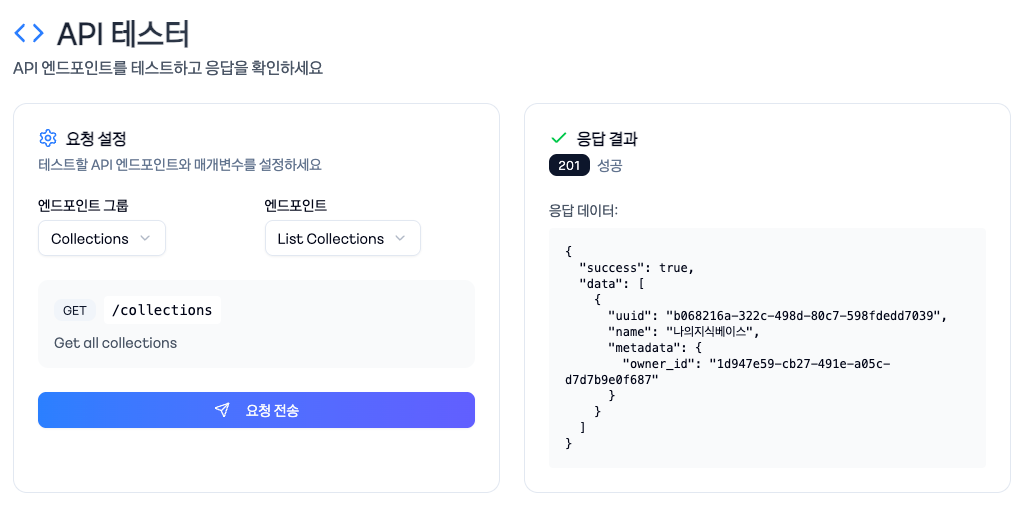 API 테스터
API 엔드포인트를 테스트하고 응답을 확인하세요
요청 설정
테스트할 API 엔드포인트와 매개변수를 설정하세요
엔드포인트 그룹
Collections
엔드포인트
List Collections
GET /collections
Get all collections
요청 전송
응답 결과
201 성공
응답 데이터:
{
  "success": true,
  "data": [
    {
      "uuid": "b068216a-322c-498d-80c7-598fdedd7039",
      "name": "나의지식베이스",
      "metadata": {
        "owner_id": "1d947e59-cb27-491e-a05c-
d7d7b9e0f687"
      }
    }
  ]
}